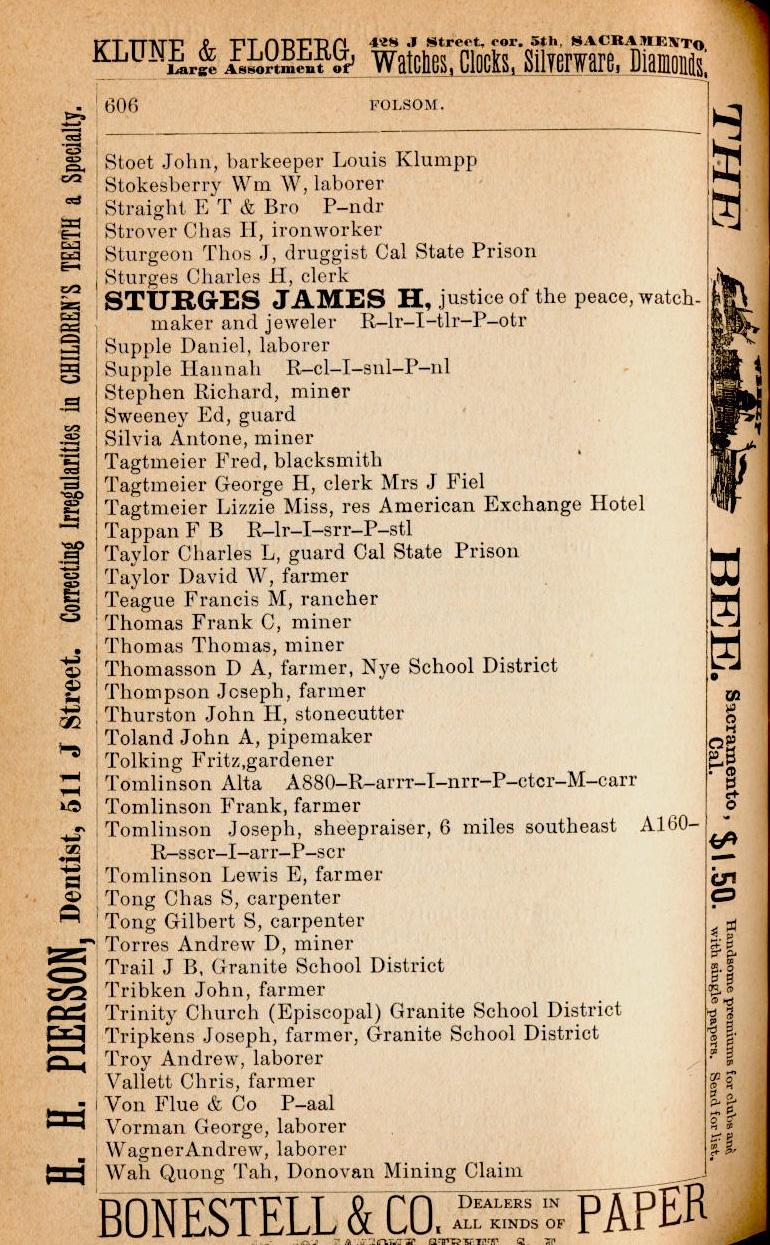 KLUNE & FLOBERG, 428 J Street, cor. 5th, SACRAMENTO,
Large Assortment of Watches, Clocks, Silverware, Diamonds.
606 FOLSOM.
Stoet John, barkeeper Louis Klumpp
Stokesberry Wm W, laborer
Straight E T & Bro P–ndr
Strover Chas H, ironworker
Sturgeon Thos J, druggist Cal State Prison
Sturges Charles H, clerk
STURGES JAMES H, justice of the peace, watch-
maker and jeweler R–lr–I–tlr–P–otr
Supple Daniel, laborer
Supple Hannah R–cl–I–snl–P–nl
Stephen Richard, miner
Sweeney Ed, guard
Silvia Antone, miner
Tagtmeier Fred, blacksmith
Tagtmeier George H, clerk Mrs J Fiel
Tagtmeier Lizzie Miss, res American Exchange Hotel
Tappan F B R–lr–I–srr–P–stl
Taylor Charles L, guard Cal State Prison
Taylor David W, farmer
Teague Francis M, rancher
Thomas Frank C, miner
Thomas Thomas, miner
Thomasson D A, farmer, Nye School District
Thompson Joseph, farmer
Thurston John H, stonecutter
Toland John A, pipemaker
Tolking Fritz,gardener
Tomlinson Alta A880–R–arrr–I–nrr–P–ctcr–M–carr
Tomlinson Frank, farmer
Tomlinson Joseph, sheepraiser, 6 miles southeast A160–
R–sscr–I–arr–P–scr
Tomlinson Lewis E, farmer
Tong Chas S, carpenter
Tong Gilbert S, carpenter
Torres Andrew D, miner
Trail J B, Granite School District
Tribken John, farmer
Trinity Church (Episcopal) Granite School District
Tripkens Joseph, farmer, Granite School District
Troy Andrew, laborer
Vallett Chris, farmer
Von Flue & Co P–aal
Vorman George, laborer
WagnerAndrew, laborer
Wah Quong Tah, Donovan Mining Claim
H. H. PIERSON, Dentist, 511 J Street. Correcting Irregularities in CHILDREN'S TEETH a Specialty.
THE WEEKLY BEE. Sacramento, Cal. $1.50. Handsome premiums for clubs and
with single papers. Send for list.
BONESTELL & CO. DEALERS IN ALL KINDS OF PAPER
SANSOME STREET, S. F.